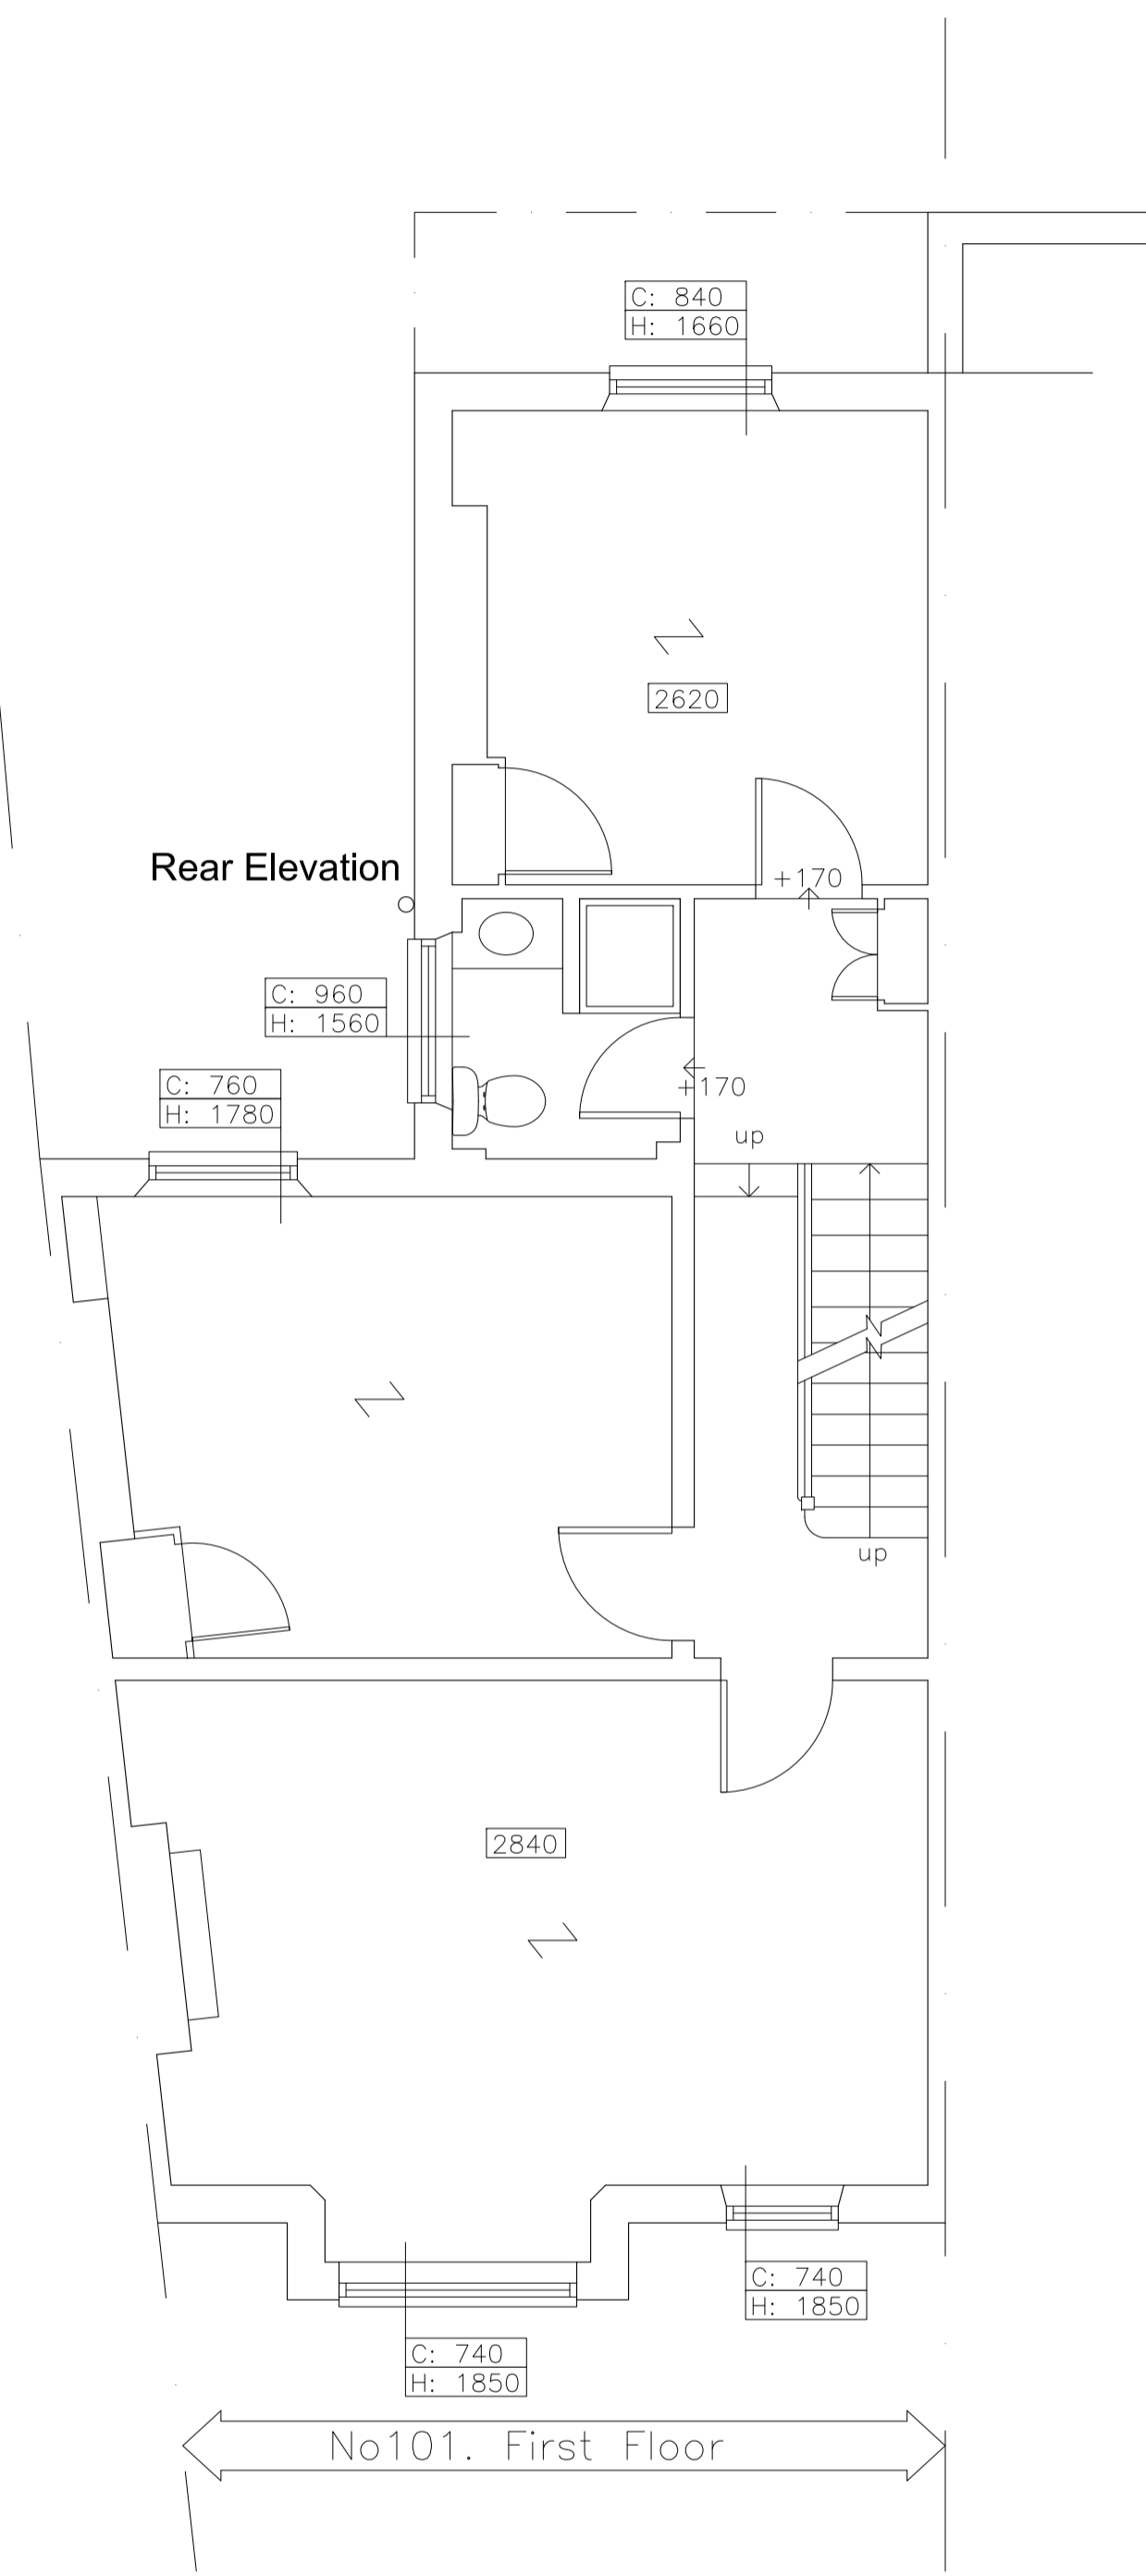 C: 840
H: 1660
2620
Rear Elevation
+170
C: 960
H: 1560
C: 760
H: 1780
+170
up
up
2840
C: 740
H: 1850
C: 740
H: 1850
No101. First Floor